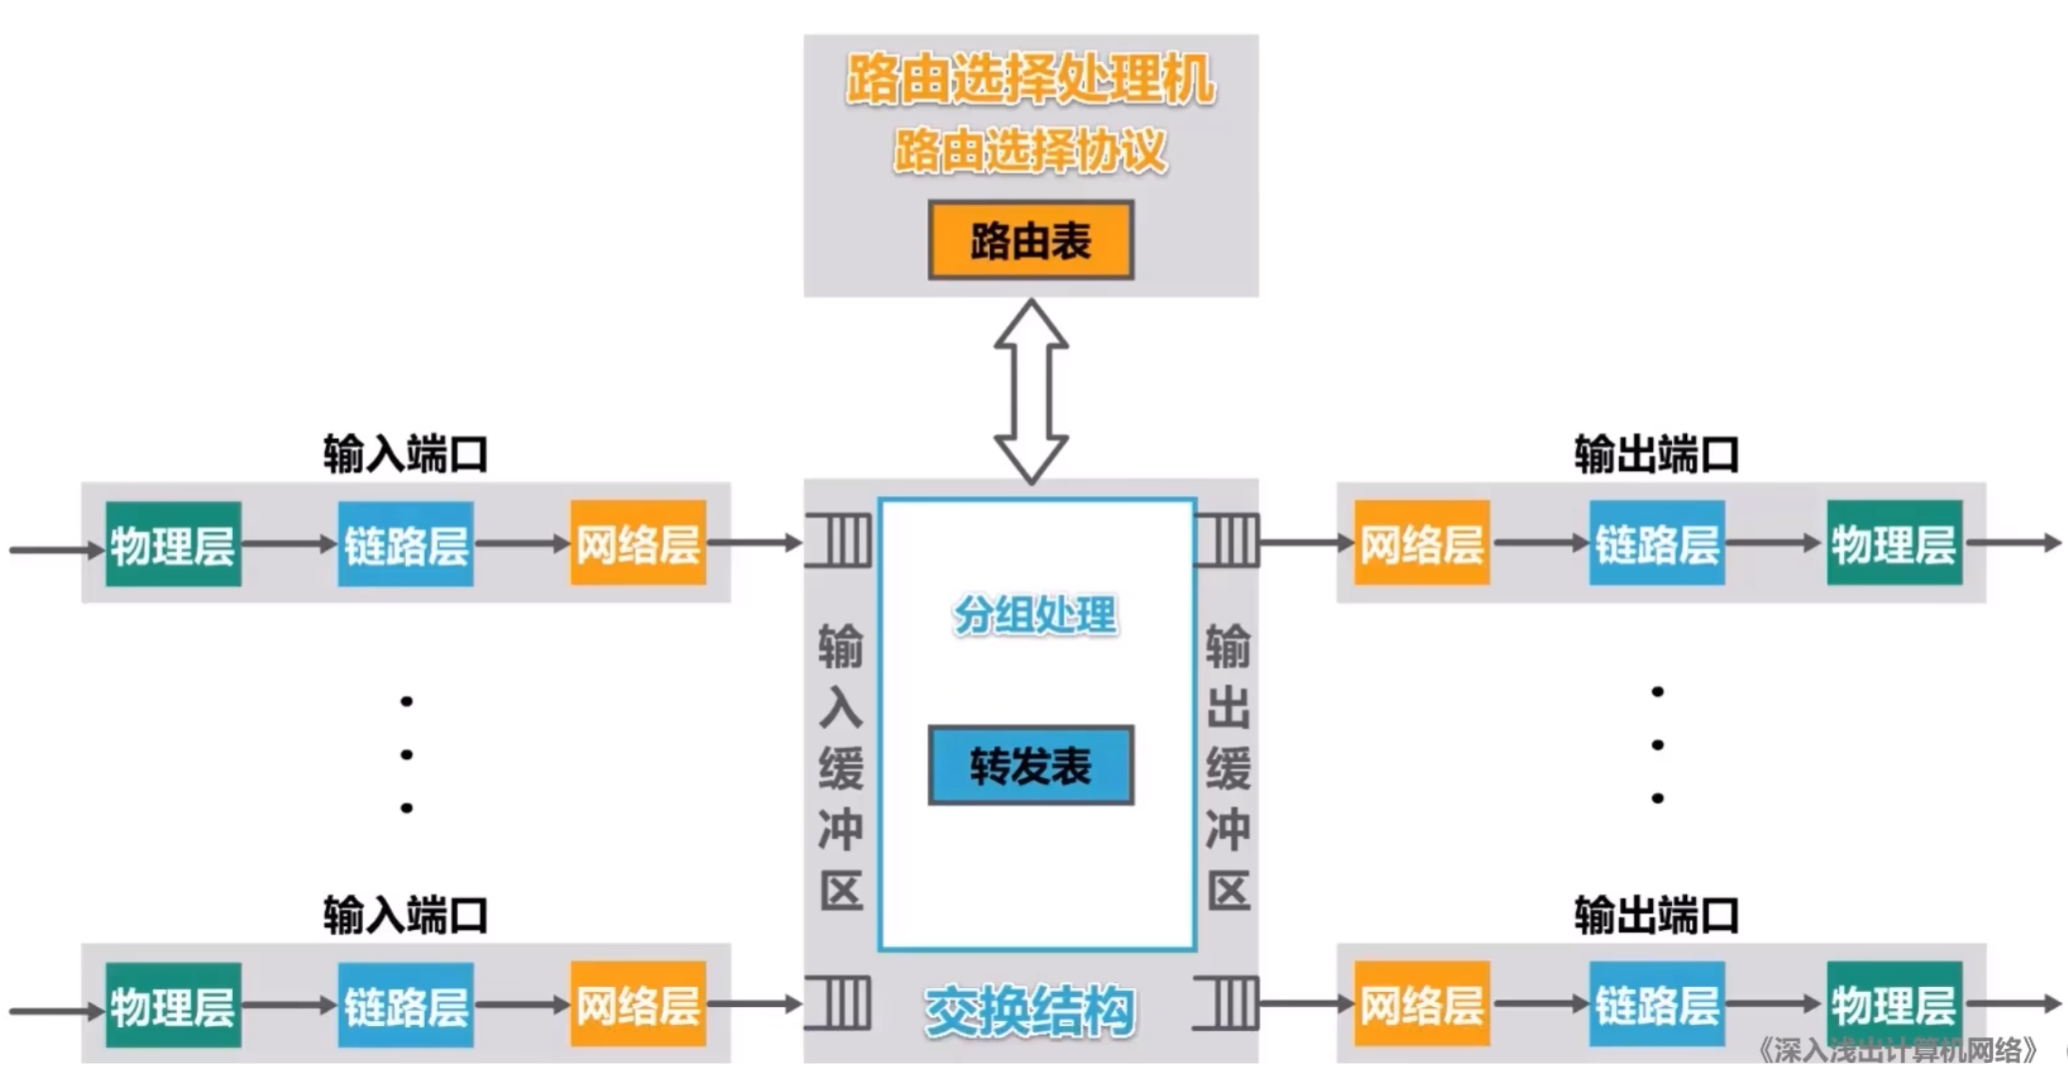 路由选择处理机
路由选择协议
路由表
输入端口
物理层
链路层
网络层
输入缓冲区
分组处理
转发表
交换结构
输出缓冲区
输出端口
网络层
链路层
物理层
输入端口
物理层
链路层
网络层
输出端口
网络层
链路层
物理层
《深入浅出计算机网络》